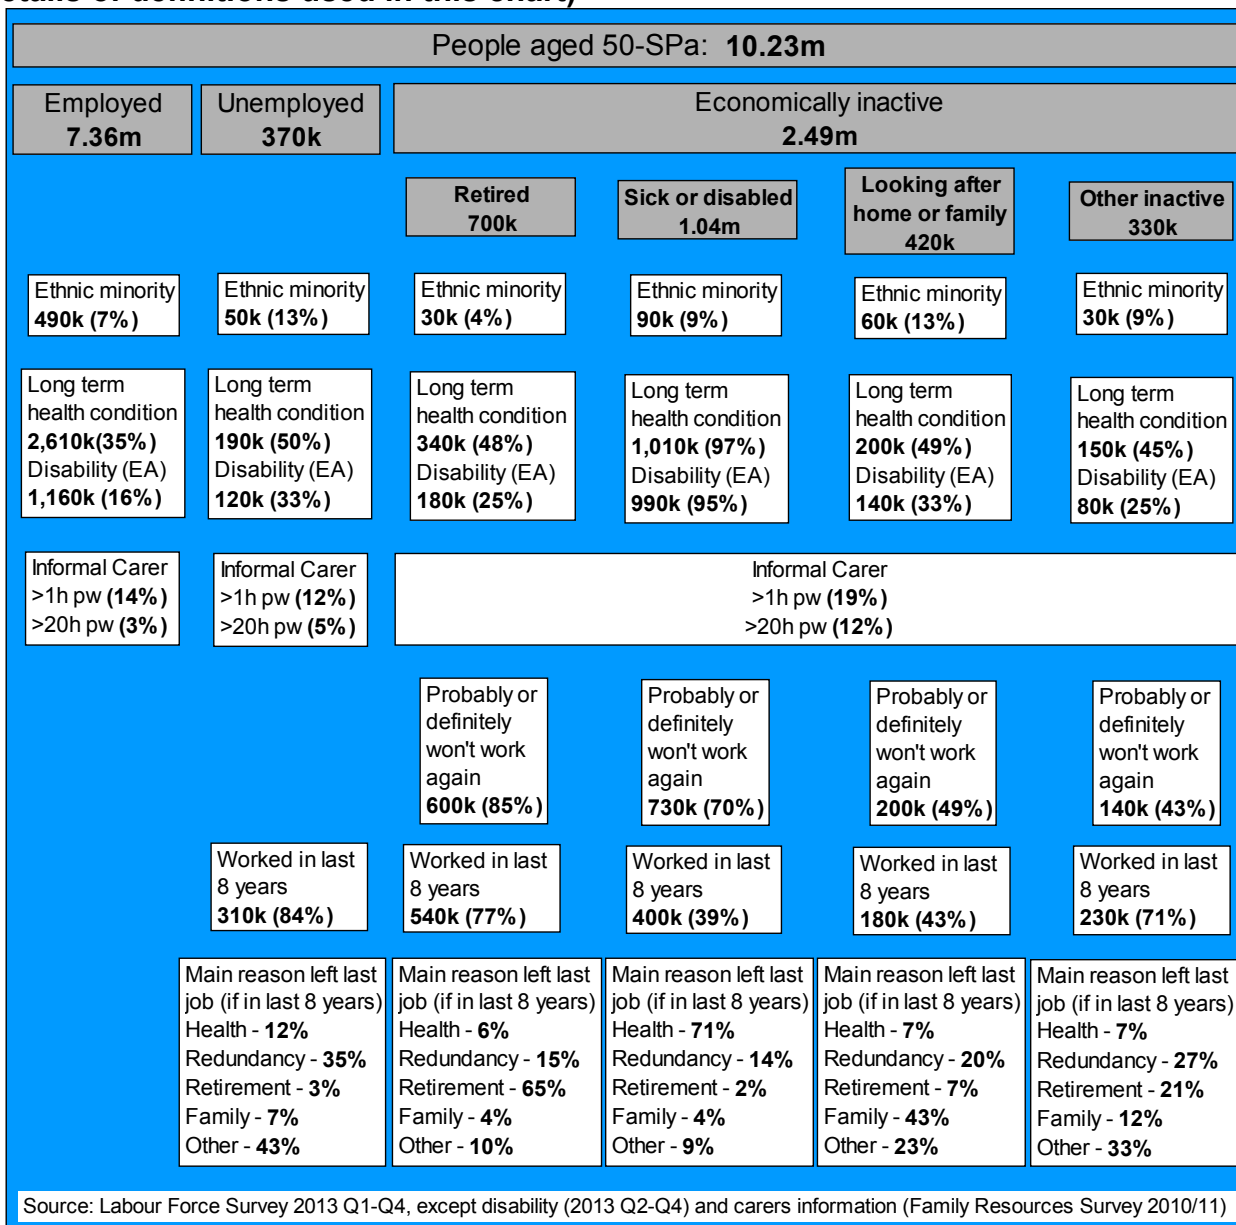 etails of definitions used in this chart)
People aged 50-SPa: 10.23m
Employed
7.36m
Unemployed
370k
Economically inactive
2.49m
Retired
700k
Sick or disabled
1.04m
Looking after
home or family
420k
Other inactive
330k
Ethnic minority
490k (7%)
Ethnic minority
50k (13%)
Ethnic minority
30k (4%)
Ethnic minority
90k (9%)
Ethnic minority
60k (13%)
Ethnic minority
30k (9%)
Long term
health condition
2,610k(35%)
Disability (EA)
1,160k (16%)
Long term
health condition
190k (50%)
Disability (EA)
120k (33%)
Long term
health condition
340k (48%)
Disability (EA)
180k (25%)
Long term
health condition
1,010k (97%)
Disability (EA)
990k (95%)
Long term
health condition
200k (49%)
Disability (EA)
140k (33%)
Long term
health condition
150k (45%)
Disability (EA)
80k (25%)
Informal Carer
>1h pw (14%)
>20h pw (3%)
Informal Carer
>1h pw (12%)
>20h pw (5%)
Informal Carer
>1h pw (19%)
>20h pw (12%)
Probably or
definitely
won't work
again
600k (85%)
Probably or
definitely
won't work
again
730k (70%)
Probably or
definitely
won't work
again
200k (49%)
Probably or
definitely
won't work
again
140k (43%)
Worked in last
8 years
310k (84%)
Worked in last
8 years
540k (77%)
Worked in last
8 years
400k (39%)
Worked in last
8 years
180k (43%)
Worked in last
8 years
230k (71%)
Main reason left last
job (if in last 8 years)
Health - 12%
Redundancy - 35%
Retirement - 3%
Family - 7%
Other - 43%
Main reason left last
job (if in last 8 years)
Health - 6%
Redundancy - 15%
Retirement - 65%
Family - 4%
Other - 10%
Main reason left last
job (if in last 8 years)
Health - 71%
Redundancy - 14%
Retirement - 2%
Family - 4%
Other - 9%
Main reason left last
job (if in last 8 years)
Health - 7%
Redundancy - 20%
Retirement - 7%
Family - 43%
Other - 23%
Main reason left last
job (if in last 8 years)
Health - 7%
Redundancy - 27%
Retirement - 21%
Family - 12%
Other - 33%
Source: Labour Force Survey 2013 Q1-Q4, except disability (2013 Q2-Q4) and carers information (Family Resources Survey 2010/11)